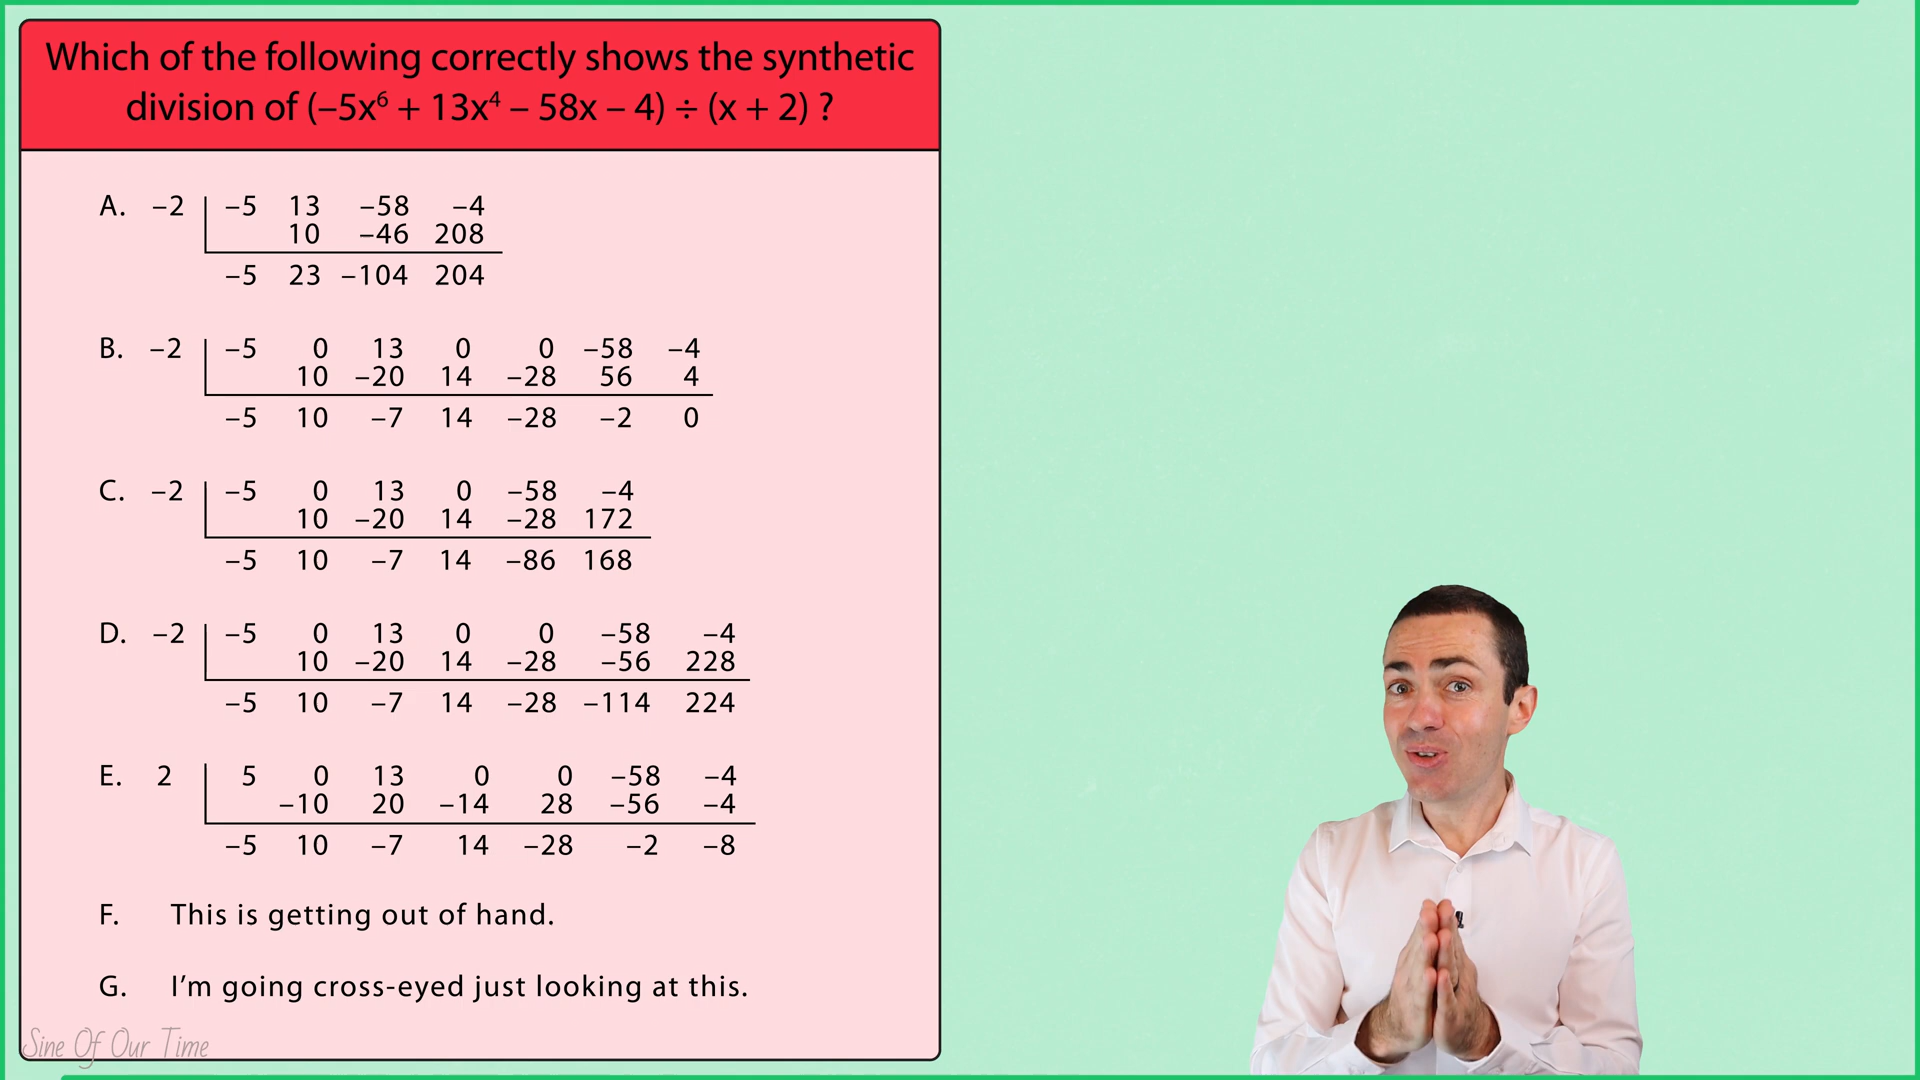 Which of the following correctly shows the synthetic
division of (–5x⁶ + 13x⁴ – 58x – 4) ÷ (x + 2) ?
A. –2 –5 13 –58 –4
10 –46 208
–5 23 –104 204
B. –2 –5 0 13 0 0 –58 –4
10 –20 14 –28 56 4
–5 10 –7 14 –28 –2 0
C. –2 –5 0 13 0 –58 –4
10 –20 14 –28 172
–5 10 –7 14 –86 168
D. –2 –5 0 13 0 0 –58 –4
10 –20 14 –28 –56 228
–5 10 –7 14 –28 –114 224
E. 2 5 0 13 0 0 –58 –4
–10 20 –14 28 –56 –4
–5 10 –7 14 –28 –2 –8
F. This is getting out of hand.
G. I’m going cross-eyed just looking at this.
Sine Of Our Time